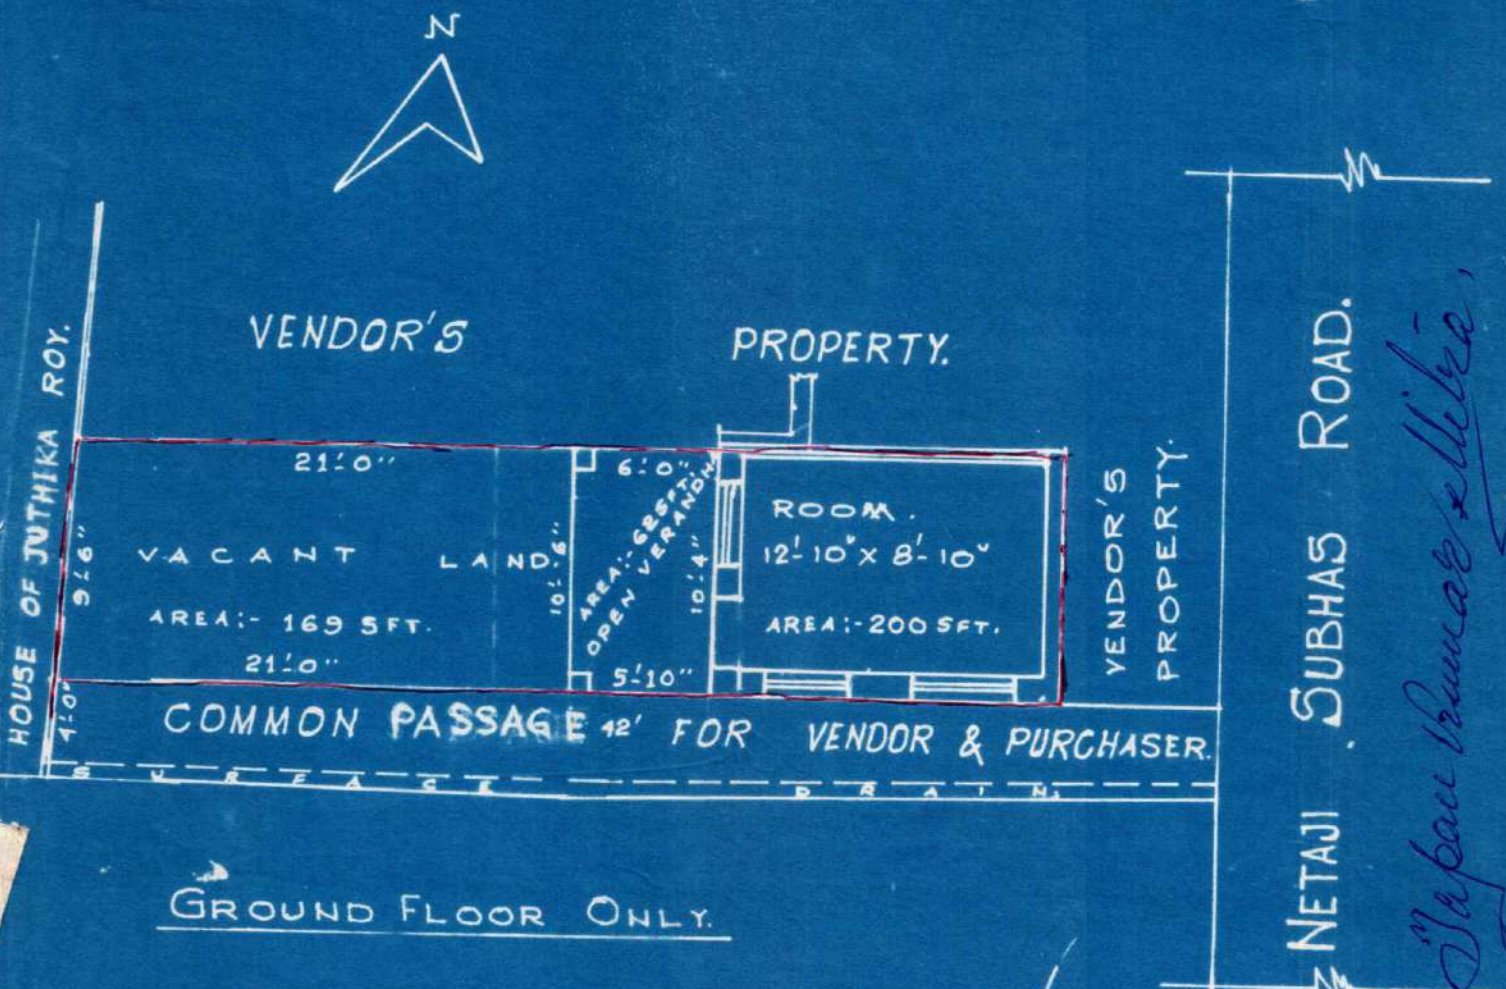 N
VENDOR'S PROPERTY.
HOUSE OF JUTHIKA ROY.
21'-0"
9'-6"
VACANT LAND.
10'-6"
AREA:- 169 SFT.
21'-0"
4'-0"
6'-0"
AREA:- 62SFT.
OPEN VERANDH
10'-4"
5'-10"
ROOM.
12'-10" X 8'-10"
AREA:-200 SFT.
VENDOR'S
PROPERTY.
COMMON PASSAGE 42' FOR VENDOR & PURCHASER.
SURFACE DRAIN.
NETAJI SUBHAS ROAD.
GROUND FLOOR ONLY.